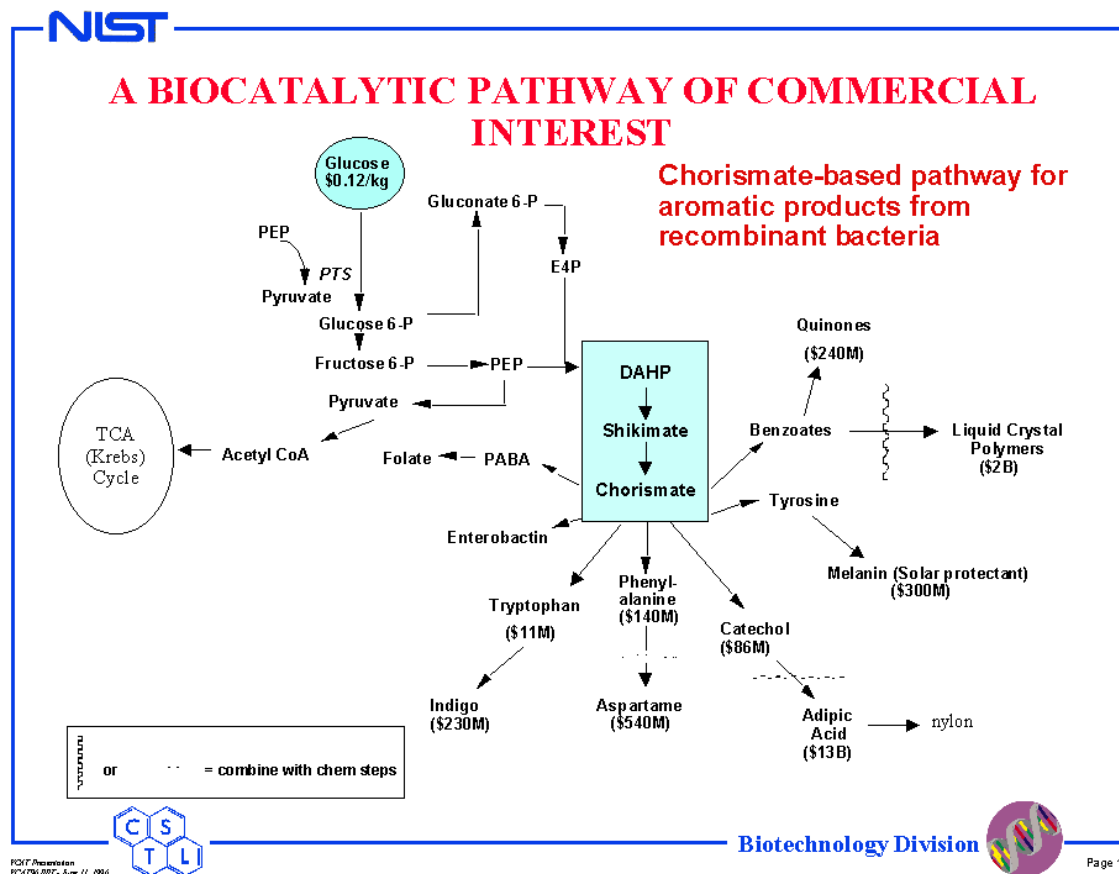 NIST
A BIOCATALYTIC PATHWAY OF COMMERCIAL
INTEREST
Chorismate-based pathway for
aromatic products from
recombinant bacteria
Glucose
$0.12/kg
Gluconate 6-P
PEP
PTS
E4P
Pyruvate
Glucose 6-P
Fructose 6-P
PEP
DAHP
Quinones
($240M)
Pyruvate
TCA
(Krebs)
Cycle
Acetyl CoA
Folate
PABA
Shikimate
Benzoates
Liquid Crystal
Polymers
($2B)
Chorismate
Tyrosine
Enterobactin
Melanin (Solar protectant)
($300M)
Tryptophan
($11M)
Phenyl-
alanine
($140M)
Catechol
($86M)
Indigo
($230M)
Aspartame
($540M)
Adipic
Acid
($13B)
nylon
or = combine with chem steps
C S
T L
Biotechnology Division
Page 1